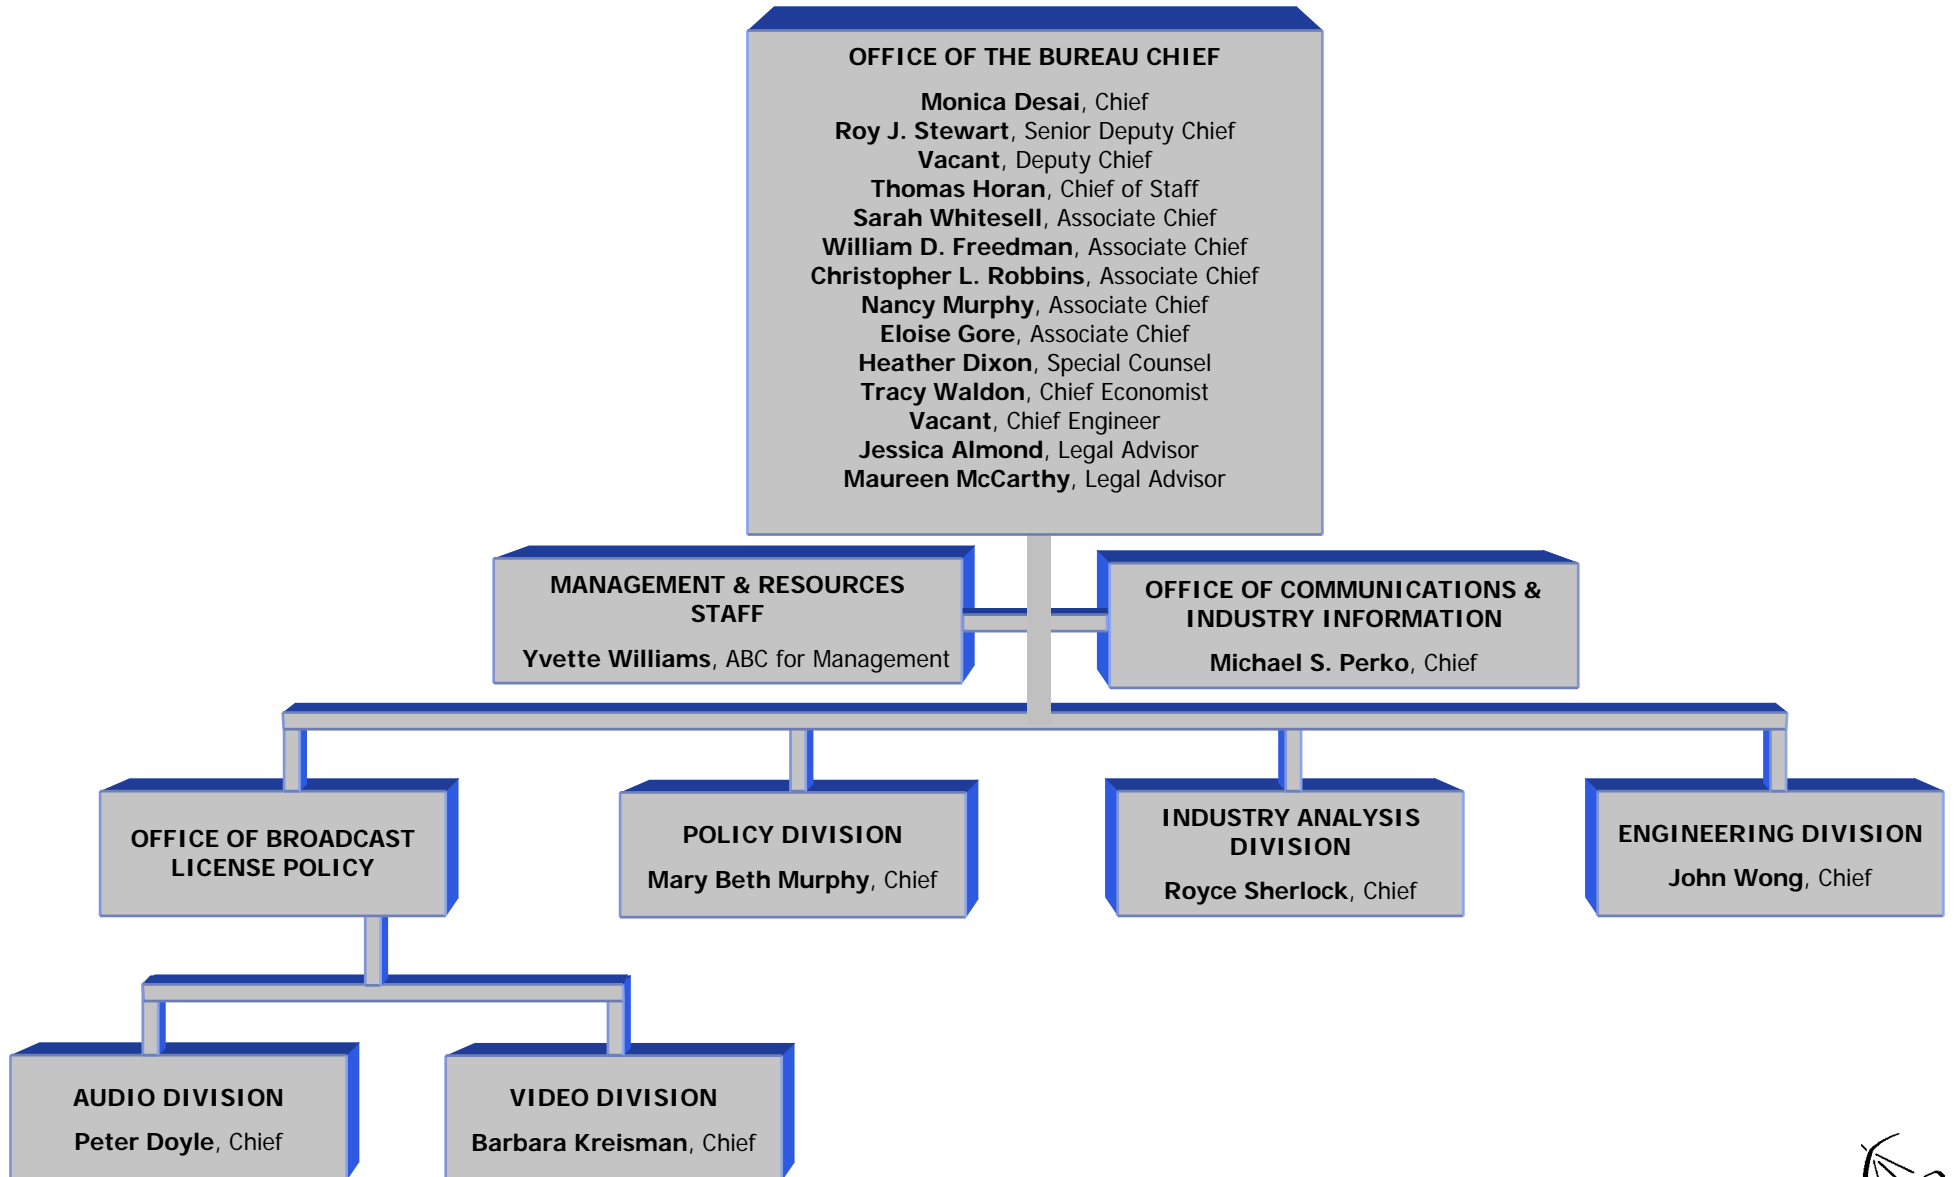 OFFICE OF THE BUREAU CHIEF
Monica Desai, Chief
Roy J. Stewart, Senior Deputy Chief
Vacant, Deputy Chief
Thomas Horan, Chief of Staff
Sarah Whitesell, Associate Chief
William D. Freedman, Associate Chief
Christopher L. Robbins, Associate Chief
Nancy Murphy, Associate Chief
Eloise Gore, Associate Chief
Heather Dixon, Special Counsel
Tracy Waldon, Chief Economist
Vacant, Chief Engineer
Jessica Almond, Legal Advisor
Maureen McCarthy, Legal Advisor
MANAGEMENT & RESOURCES
STAFF
Yvette Williams, ABC for Management
OFFICE OF COMMUNICATIONS &
INDUSTRY INFORMATION
Michael S. Perko, Chief
OFFICE OF BROADCAST
LICENSE POLICY
POLICY DIVISION
Mary Beth Murphy, Chief
INDUSTRY ANALYSIS
DIVISION
Royce Sherlock, Chief
ENGINEERING DIVISION
John Wong, Chief
AUDIO DIVISION
Peter Doyle, Chief
VIDEO DIVISION
Barbara Kreisman, Chief